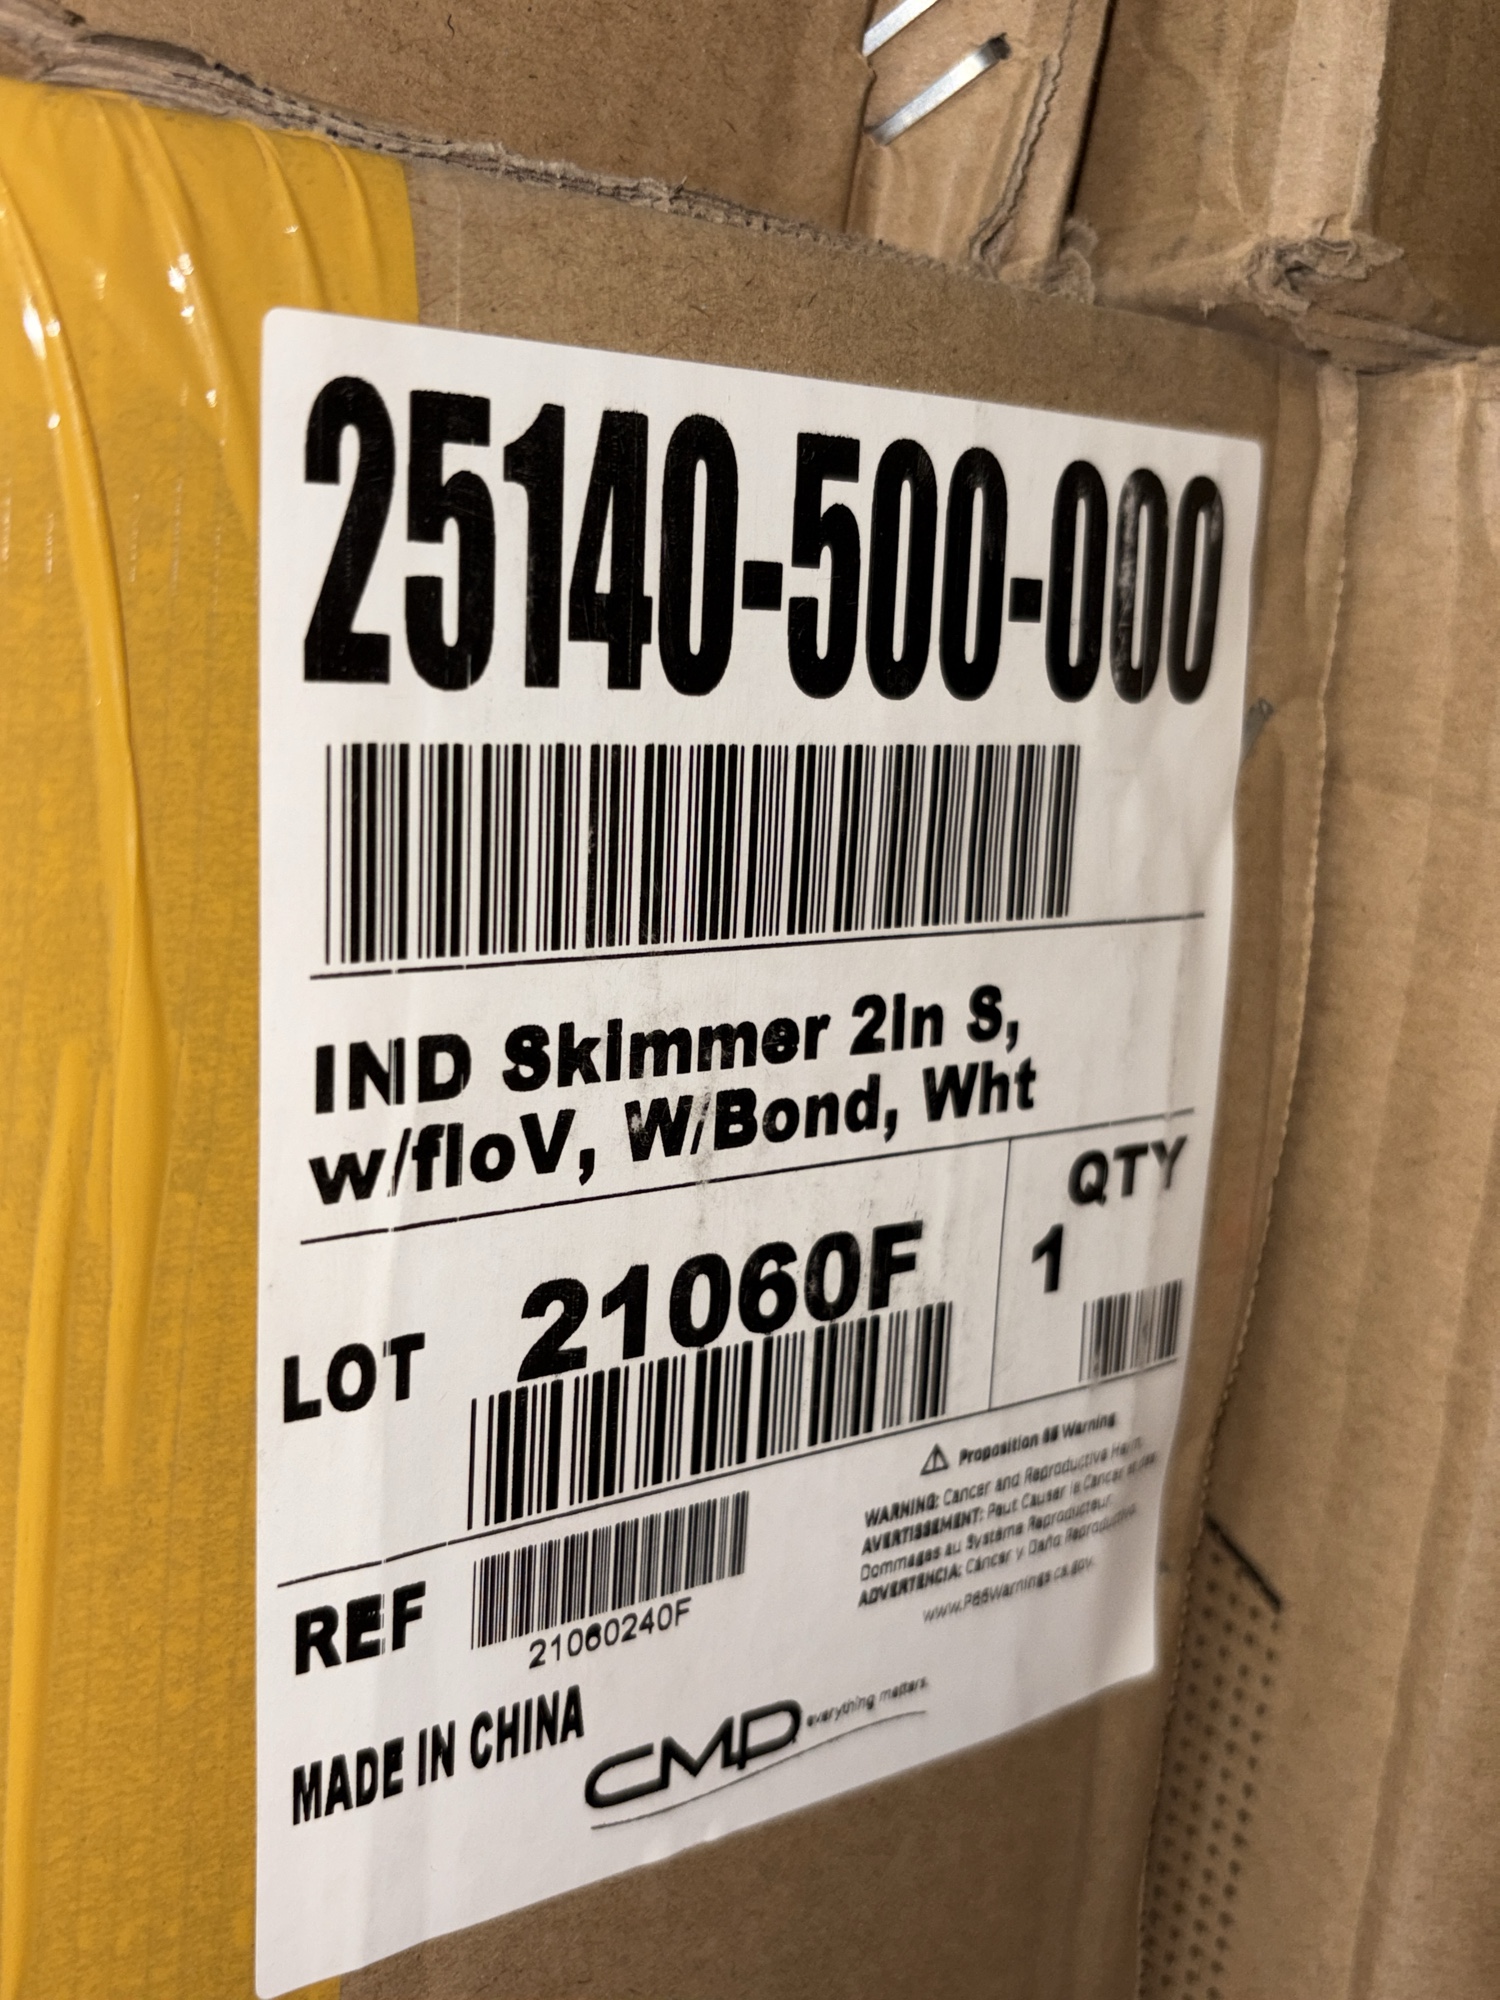 25140-500-000
IND Skimmer 2In S,
w/floV, W/Bond, Wht
QTY
1
LOT 21060F
REF
21060240F
Proposition 65 Warning
WARNING: Cancer and Reproductive Harm.
AVERTISSEMENT: Peut Causer le Cancer et des
Dommages au Système Reproducteur.
ADVERTENCIA: Cáncer y Daño Reproductivo.
www.P65Warnings.ca.gov.
MADE IN CHINA
CMP everything matters.